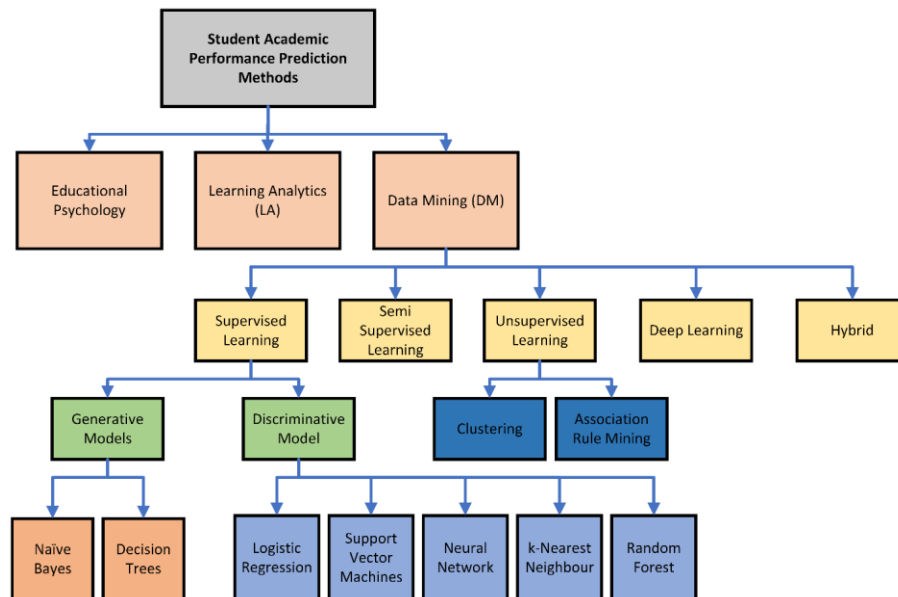 Student Academic
Performance Prediction
Methods
Educational
Psychology
Learning Analytics
(LA)
Data Mining (DM)
Supervised
Learning
Semi
Supervised
Learning
Unsupervised
Learning
Deep Learning
Hybrid
Generative
Models
Discriminative
Model
Clustering
Association
Rule Mining
Naïve
Bayes
Decision
Trees
Logistic
Regression
Support
Vector
Machines
Neural
Network
k-Nearest
Neighbour
Random
Forest